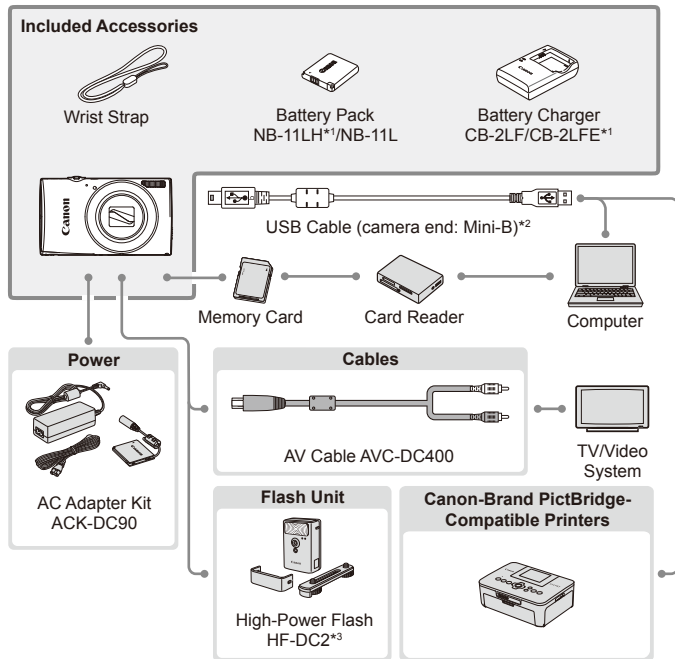 Included Accessories
Wrist Strap
Canon
Battery Pack
NB-11LH*1/NB-11L
Canon
Battery Charger
CB-2LF/CB-2LFE*1
Canon
USB Cable (camera end: Mini-B)*2
Memory Card
Card Reader
Computer
Power
AC Adapter Kit
ACK-DC90
Cables
AV Cable AVC-DC400
TV/Video
System
Flash Unit
High-Power Flash
HF-DC2*3
Canon-Brand PictBridge-
Compatible Printers